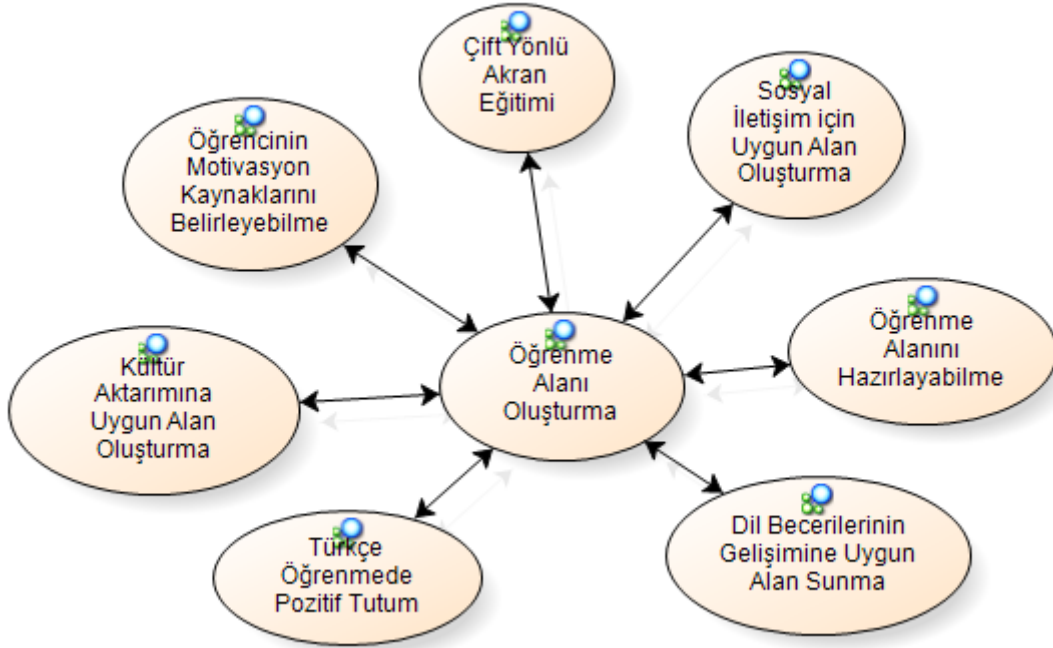 Çift Yönlü
Akran
Eğitimi
Sosyal
İletişim için
Uygun Alan
Oluşturma
Öğrencinin
Motivasyon
Kaynaklarını
Belirleyebilme
Öğrenme
Alanını
Hazırlayabilme
Öğrenme
Alanı
Oluşturma
Kültür
Aktarımına
Uygun Alan
Oluşturma
Türkçe
Öğrenmede
Pozitif Tutum
Dil Becerilerinin
Gelişimine Uygun
Alan Sunma